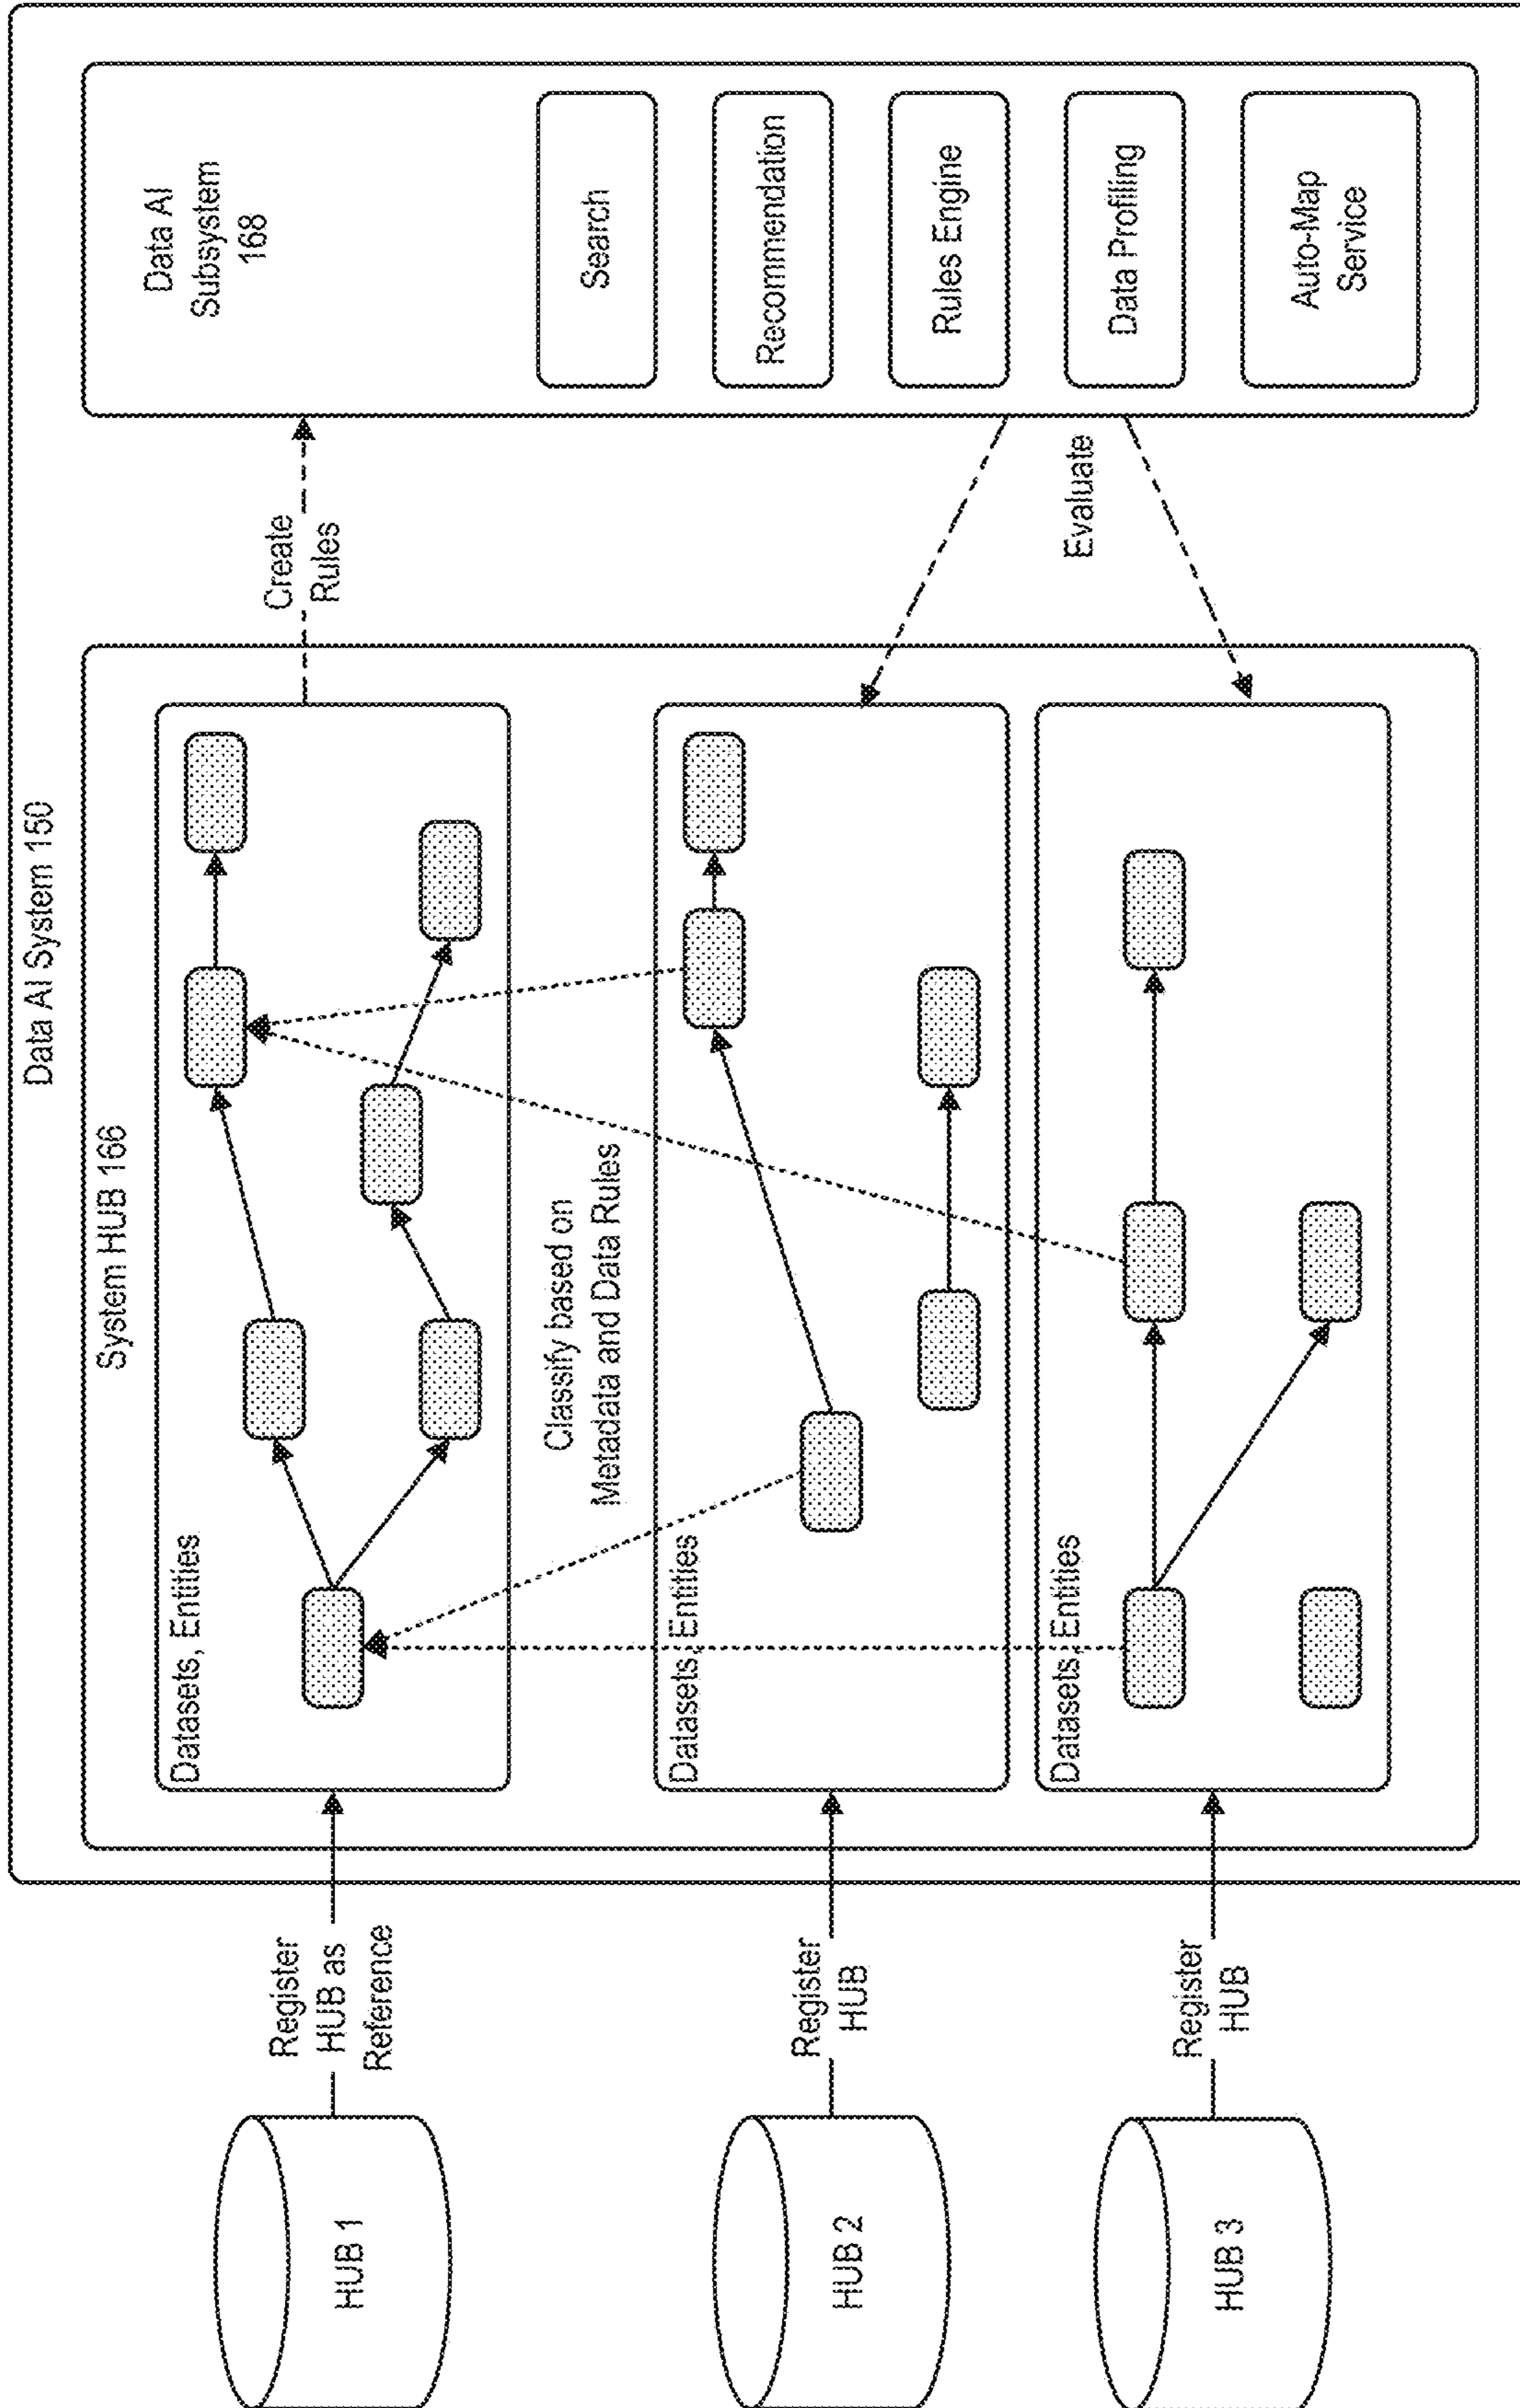 Data AI System 150
System HUB 166
Data AI
Subsystem
168
Search
Recommendation
Rules Engine
Data Profiling
Auto-Map
Service
Create
Rules
Evaluate
Datasets, Entities
Classify based on
Metadata and Data Rules
Datasets, Entities
Datasets, Entities
Register
HUB as
Reference
Register
HUB
Register
HUB
HUB 1
HUB 2
HUB 3